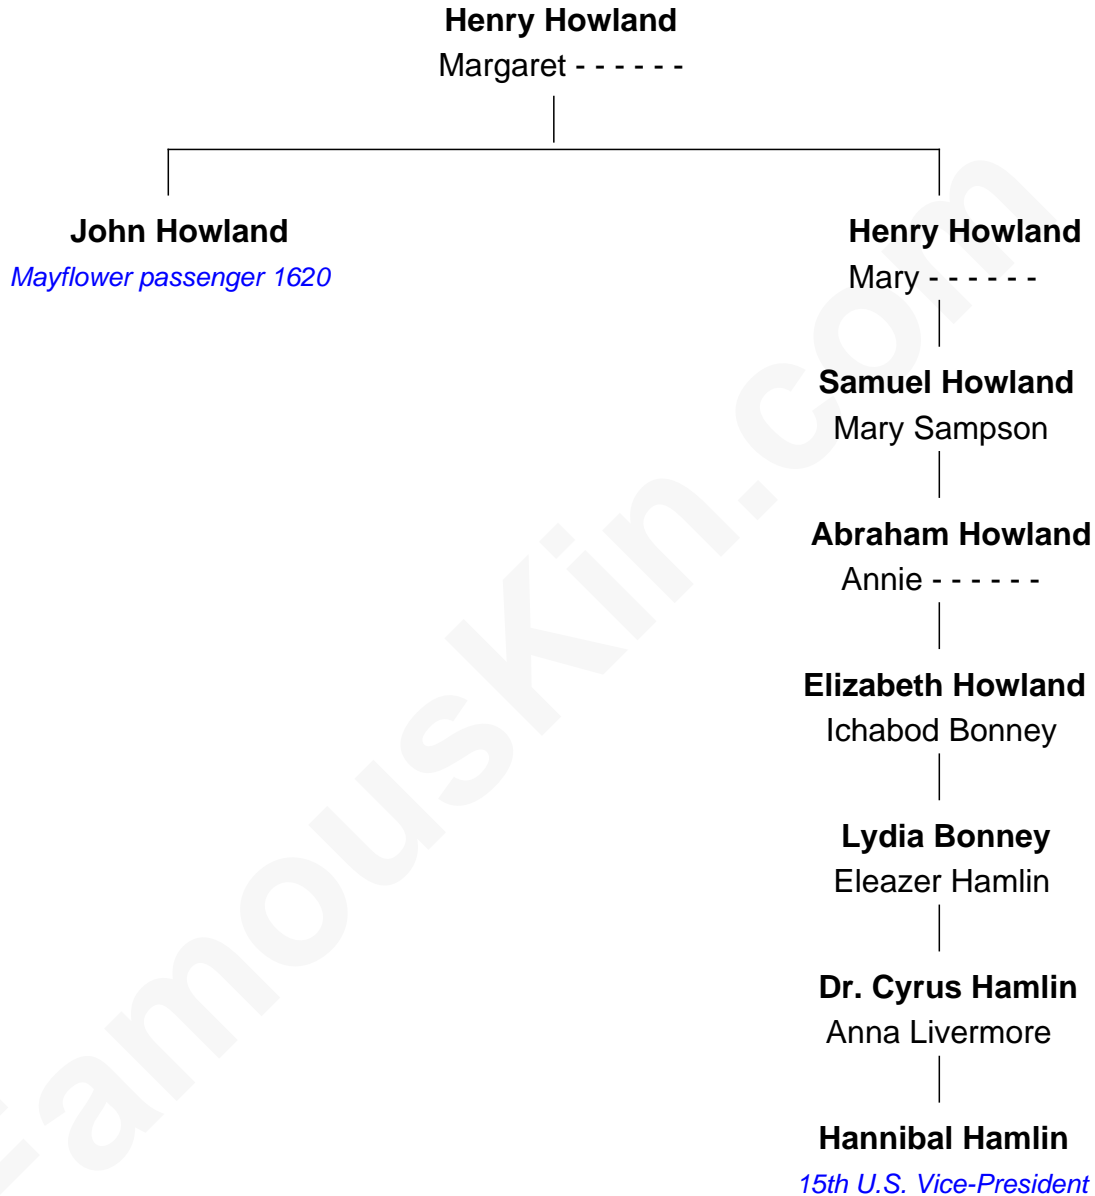 Henry Howland
Margaret - - - - - -
John Howland
Mayflower passenger 1620
Henry Howland
Mary - - - - - -
Samuel Howland
Mary Sampson
Abraham Howland
Annie - - - - - -
Elizabeth Howland
Ichabod Bonney
Lydia Bonney
Eleazer Hamlin
Dr. Cyrus Hamlin
Anna Livermore
Hannibal Hamlin
15th U.S. Vice-President
FamousKin.com